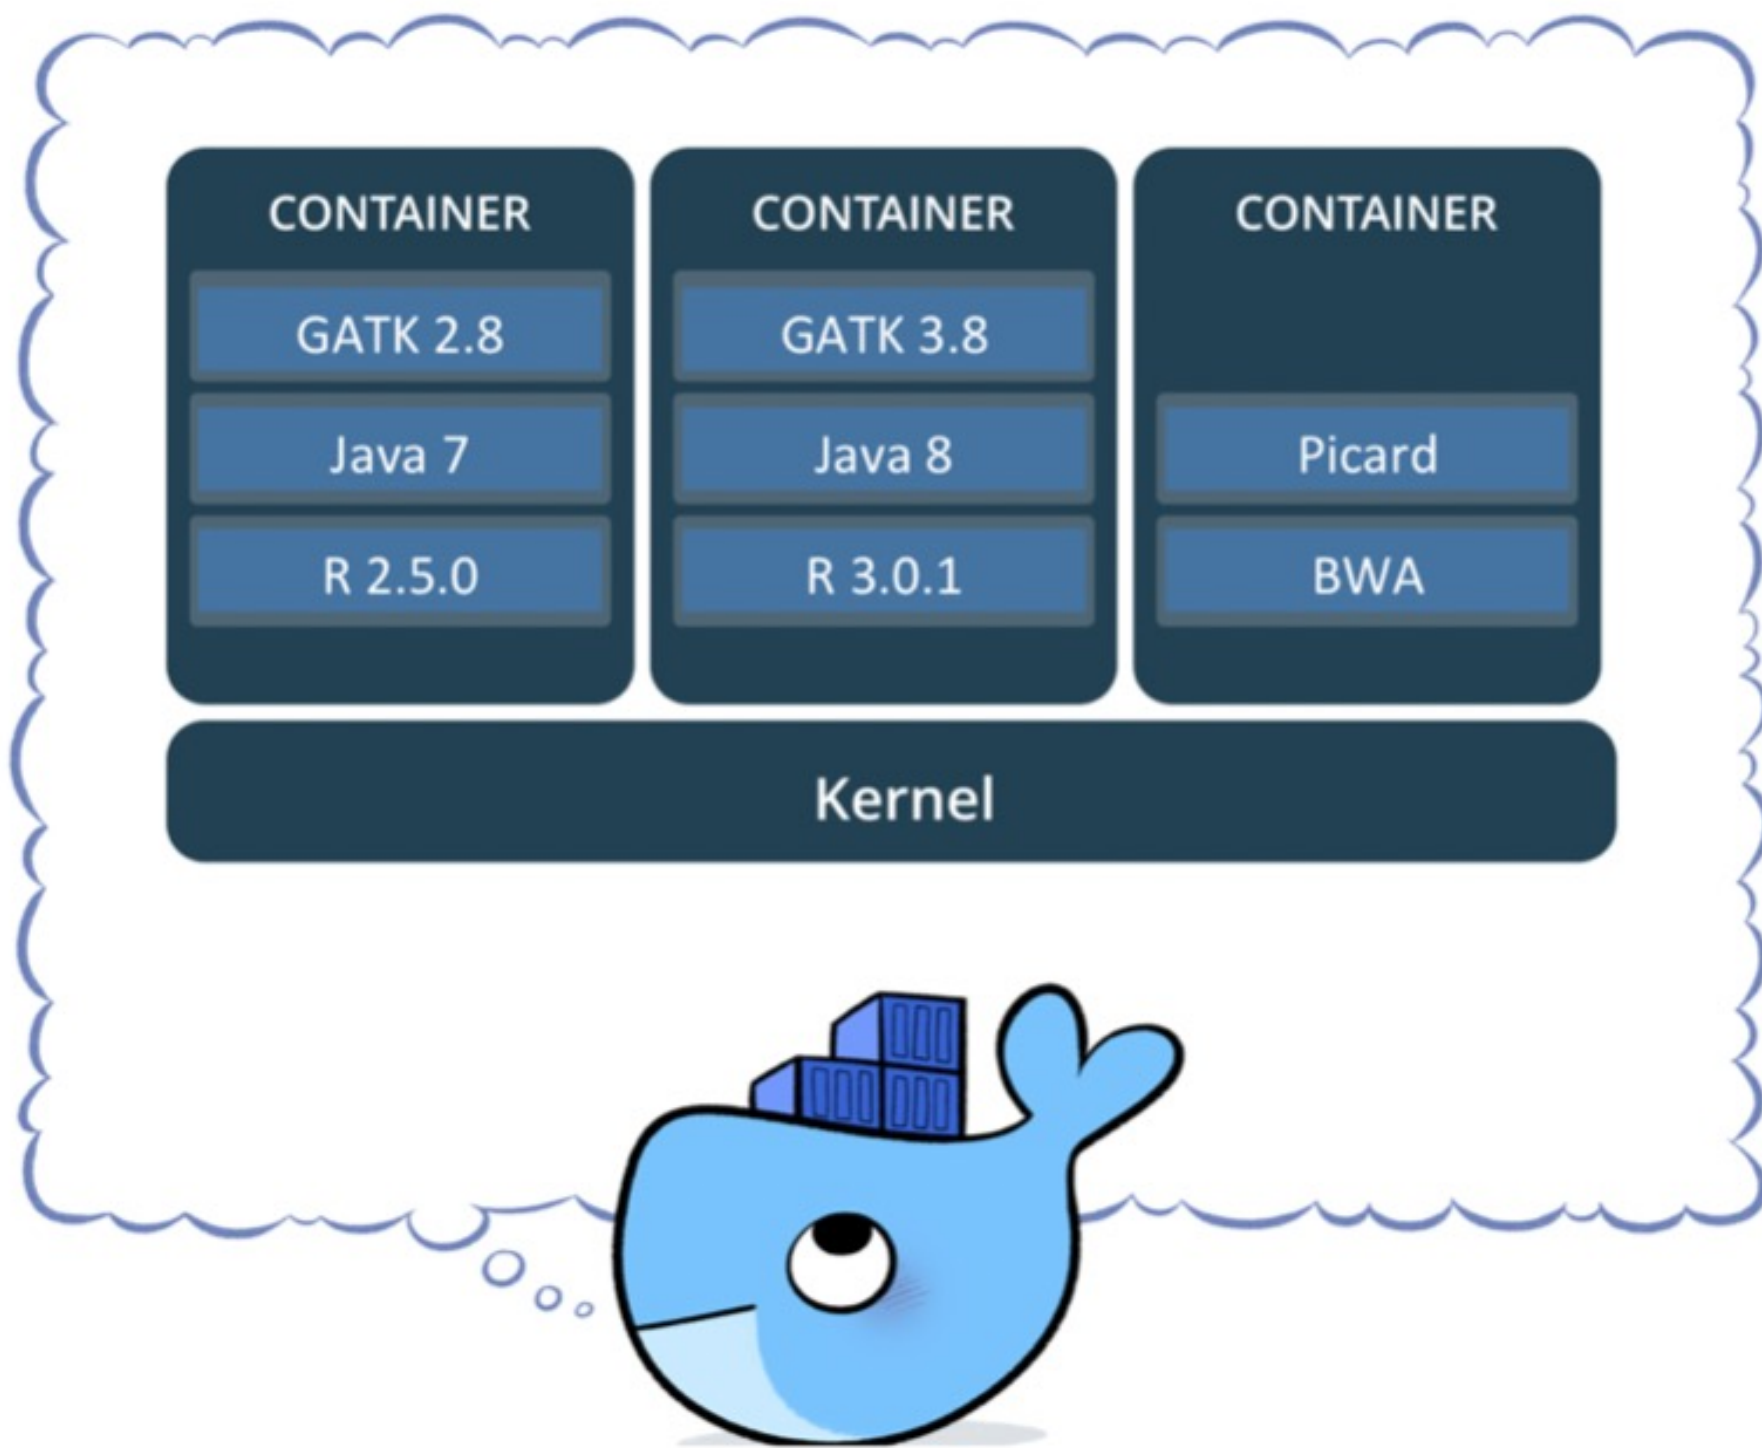 CONTAINER
GATK 2.8
Java 7
R 2.5.0
CONTAINER
GATK 3.8
Java 8
R 3.0.1
CONTAINER
Picard
BWA
Kernel